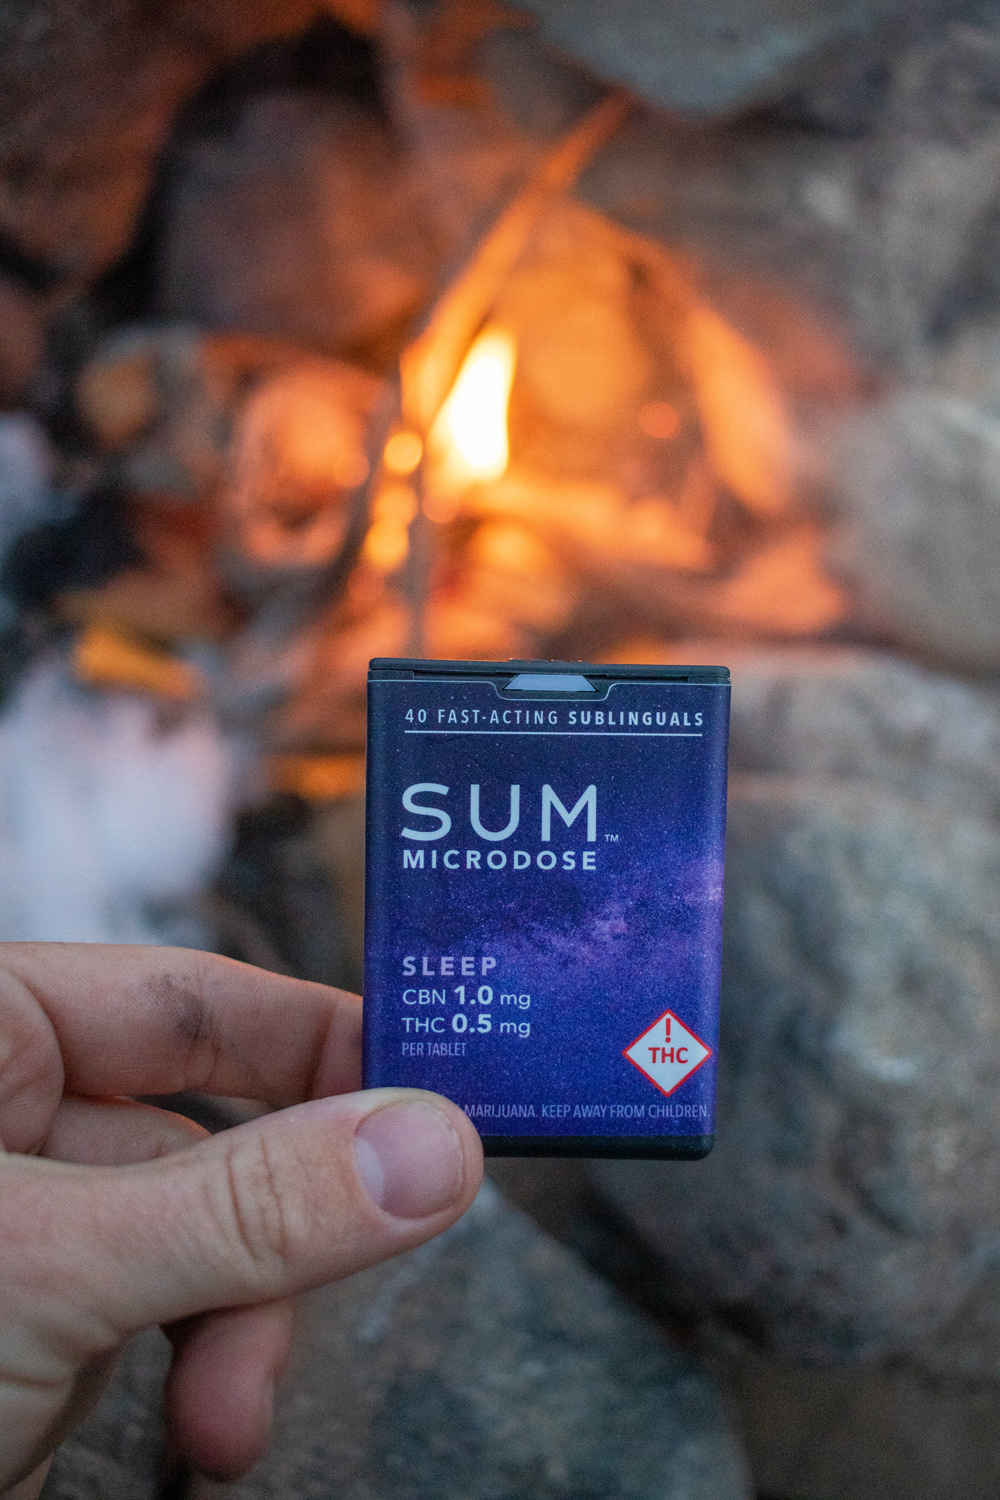 40 FAST-ACTING SUBLINGUALS
SUM™
MICRODOSE
SLEEP
CBN 1.0 mg
THC 0.5 mg
PER TABLET
!
THC
MARIJUANA. KEEP AWAY FROM CHILDREN.